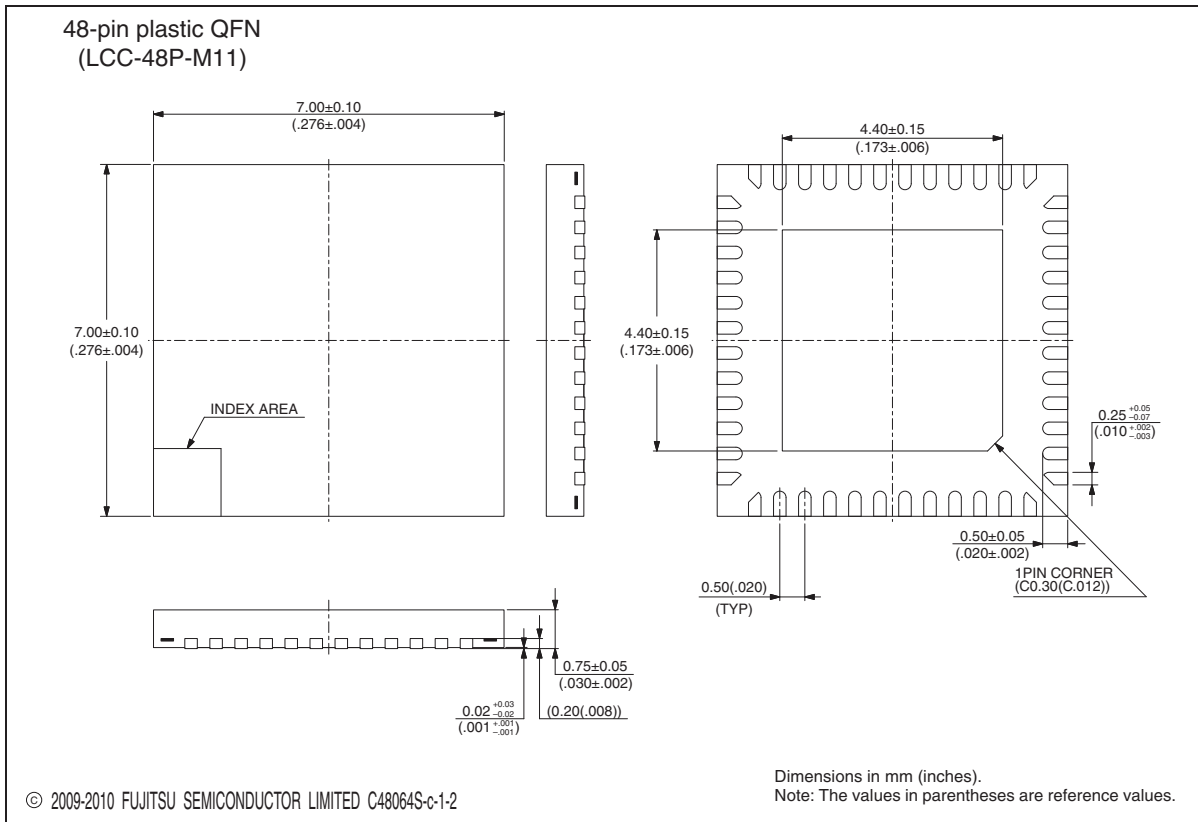 48-pin plastic QFN
(LCC-48P-M11)
7.00±0.10
(.276±.004)
4.40±0.15
(.173±.006)
7.00±0.10
(.276±.004)
4.40±0.15
(.173±.006)
INDEX AREA
0.25 +0.05 −0.07
(.010 +.002 −.003)
0.50±0.05
(.020±.002)
1PIN CORNER
(C0.30(C.012))
0.50(.020)
(TYP)
0.75±0.05
(.030±.002)
0.02 +0.03 −0.02
(.001 +.001 −.001)
(0.20(.008))
© 2009-2010 FUJITSU SEMICONDUCTOR LIMITED C48064S-c-1-2
Dimensions in mm (inches).
Note: The values in parentheses are reference values.